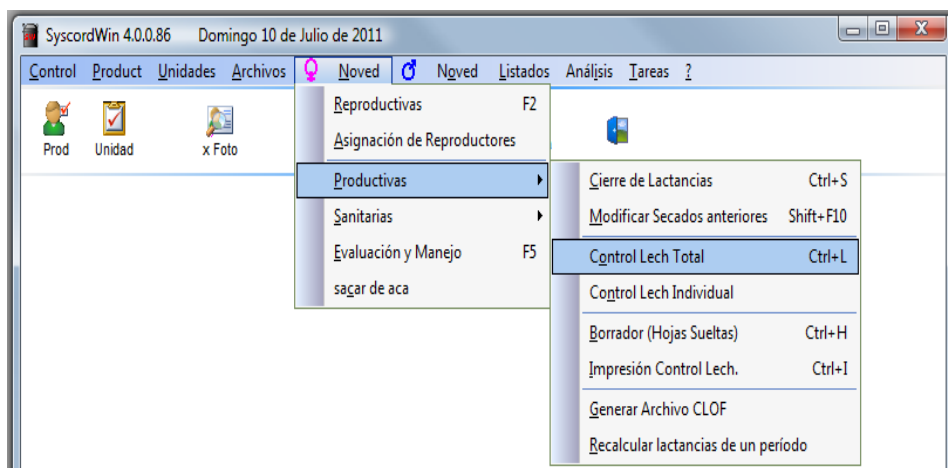 SyscordWin 4.0.0.86 Domingo 10 de Julio de 2011
Control Product Unidades Archivos Noved Noved Listados Análisis Tareas ?
Prod Unidad x Foto
Reproductivas F2
Asignación de Reproductores
Productivas
Sanitarias
Evaluación y Manejo F5
sacar de aca
Cierre de Lactancias Ctrl+S
Modificar Secados anteriores Shift+F10
Control Lech Total Ctrl+L
Control Lech Individual
Borrador (Hojas Sueltas) Ctrl+H
Impresión Control Lech. Ctrl+I
Generar Archivo CLOF
Recalcular lactancias de un período